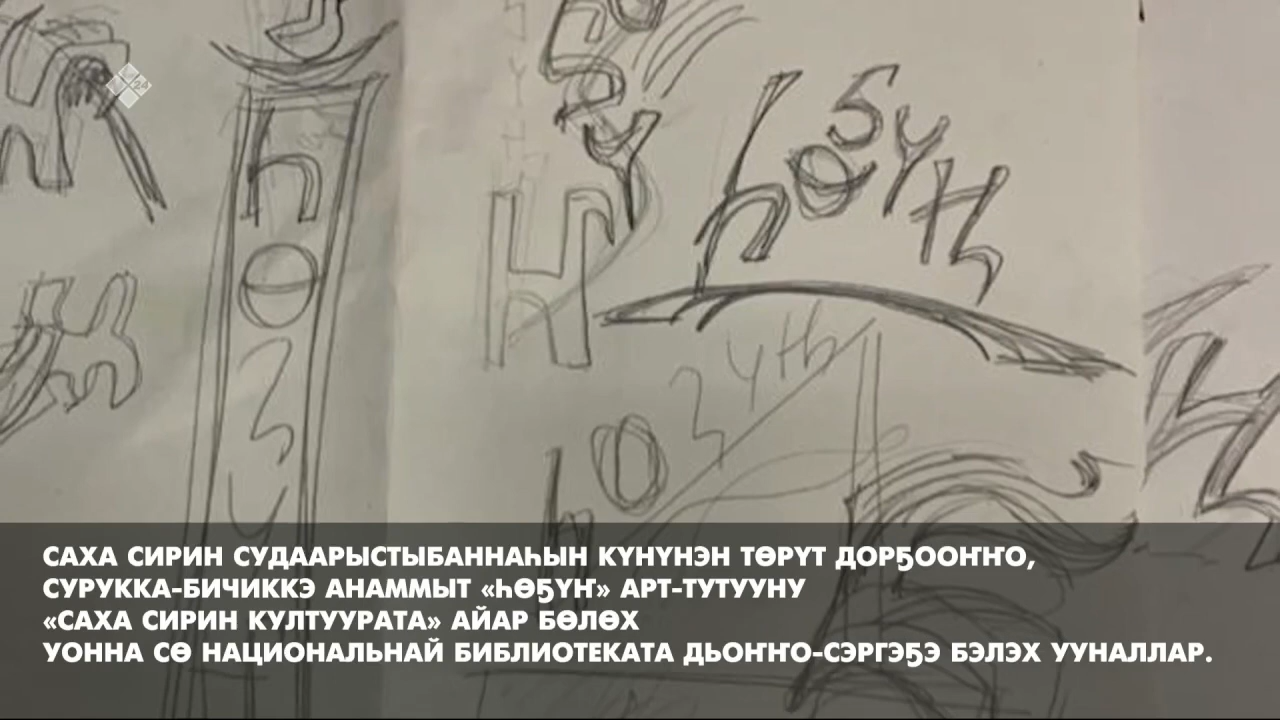 һөҕүҥ
САХА СИРИН СУДААРЫСТЫБАННАҺЫН КҮНҮНЭН ТӨРҮТ ДОРҔООҤҤО,
СУРУККА-БИЧИККЭ АНАММЫТ «ҺӨҔҮҤ» АРТ-ТУТУУНУ
«САХА СИРИН КУЛТУУРАТА» АЙАР БӨЛӨХ
УОННА СӨ НАЦИОНАЛЬНАЙ БИБЛИОТЕКАТА ДЬОҤҤО-СЭРГЭҔЭ БЭЛЭХ УУНАЛЛАР.